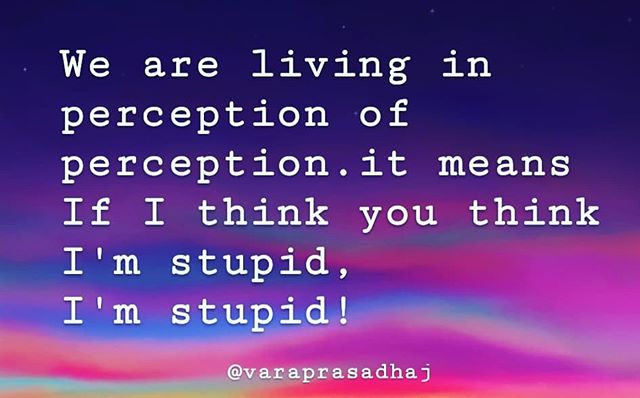 We are living in
perception of
perception.it means
If I think you think
I'm stupid,
I'm stupid!
@varaprasadhaj